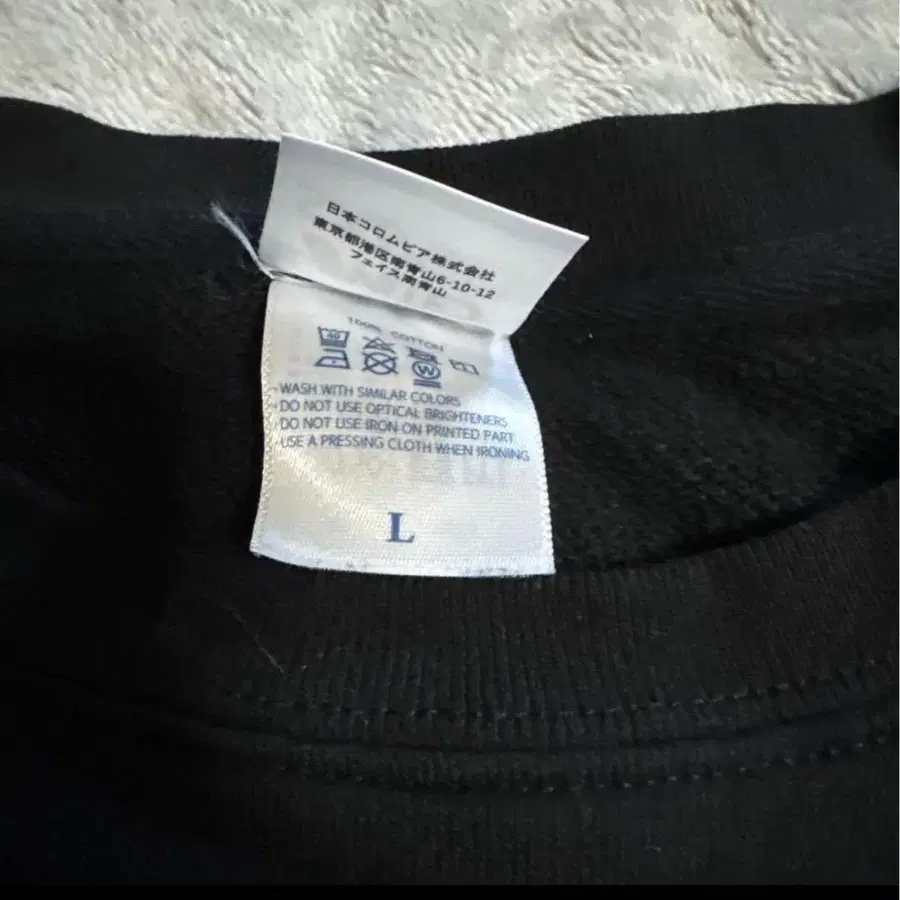 日本コロムビア株式会社
東京都港区南青山6-10-12
フェイス南青山
100% COTTON
40
W
-WASH WITH SIMILAR COLORS
-DO NOT USE OPTICAL BRIGHTENERS
DO NOT USE IRON ON PRINTED PART
USE A PRESSING CLOTH WHEN IRONING
L